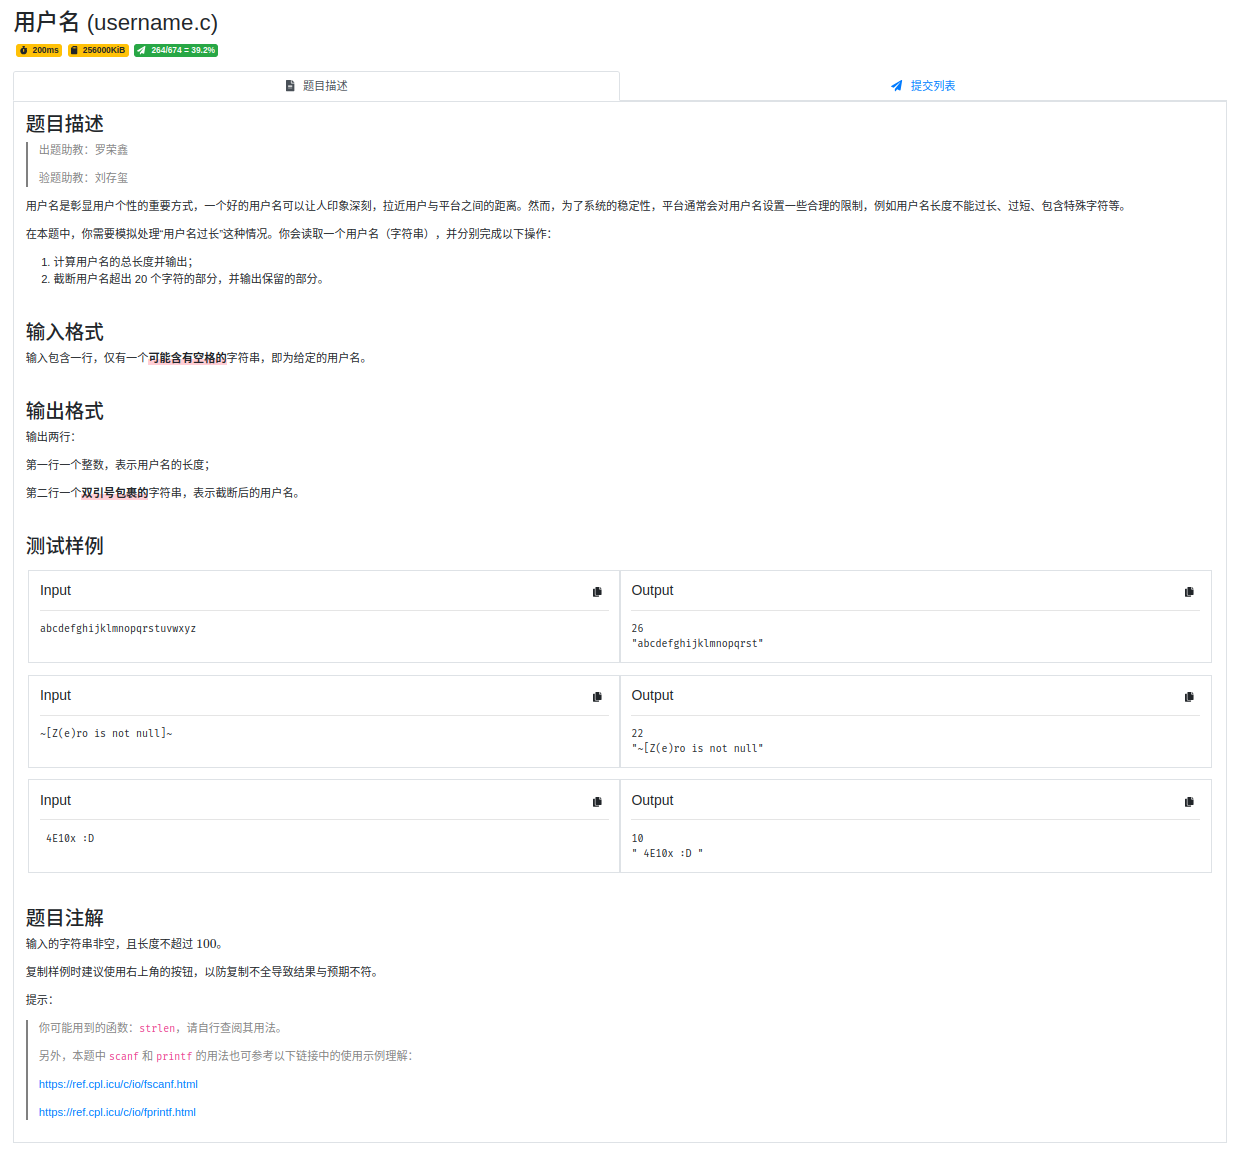 用户名 (username.c)
200ms 256000KiB 264/674 = 39.2%
题目描述 提交列表
题目描述
出题助教：罗荣鑫
验题助教：刘存玺
用户名是彰显用户个性的重要方式，一个好的用户名可以让人印象深刻，拉近用户与平台之间的距离。然而，为了系统的稳定性，平台通常会对用户名设置一些合理的限制，例如用户名长度不能过长、过短、包含特殊字符等。
在本题中，你需要模拟处理“用户名过长”这种情况。你会读取一个用户名（字符串），并分别完成以下操作：
1. 计算用户名的总长度并输出；
2. 截断用户名超出 20 个字符的部分，并输出保留的部分。
输入格式
输入包含一行，仅有一个可能含有空格的字符串，即为给定的用户名。
输出格式
输出两行：
第一行一个整数，表示用户名的长度；
第二行一个双引号包裹的字符串，表示截断后的用户名。
测试样例
Input Output
abcdefghijklmnopqrstuvwxyz 26
"abcdefghijklmnopqrst"
Input Output
~[Z(e)ro is not null]~ 22
"~[Z(e)ro is not null"
Input Output
 4E10x :D 10
" 4E10x :D "
题目注解
输入的字符串非空，且长度不超过 100。
复制样例时建议使用右上角的按钮，以防复制不全导致结果与预期不符。
提示：
你可能用到的函数：strlen，请自行查阅其用法。
另外，本题中 scanf 和 printf 的用法也可参考以下链接中的使用示例理解：
https://ref.cpl.icu/c/io/fscanf.html
https://ref.cpl.icu/c/io/fprintf.html